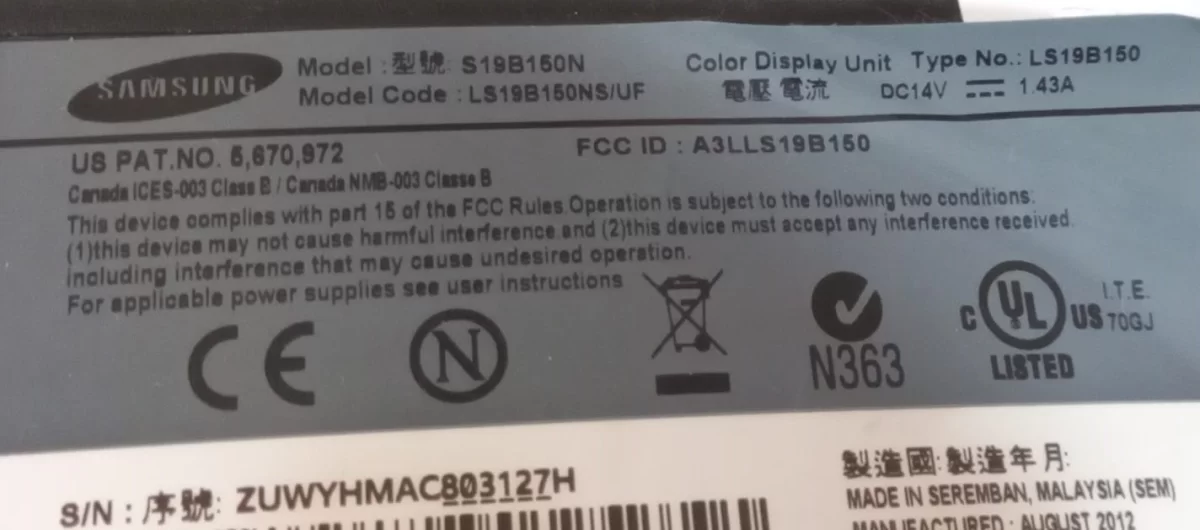 SAMSUNG
Model : 型號: S19B150N
Model Code : LS19B150NS/UF
Color Display Unit Type No.: LS19B150
電壓 電流 DC14V ⎓ 1.43A
US PAT.NO. 5,670,972
FCC ID : A3LLS19B150
Canada ICES-003 Class B / Canada NMB-003 Classe B
This device complies with part 15 of the FCC Rules.Operation is subject to the following two conditions:
(1)this device may not cause harmful interference.and (2)this device must accept any interference received.
including interference that may cause undesired operation.
For applicable power supplies see user instructions
CE
N
N363
C UL US
LISTED
I.T.E.
70GJ
S/N : 序號: ZUWYHMAC803127H
製造國: 製造年月:
MADE IN SEREMBAN, MALAYSIA (SEM)
MANUFACTURED : AUGUST 2012